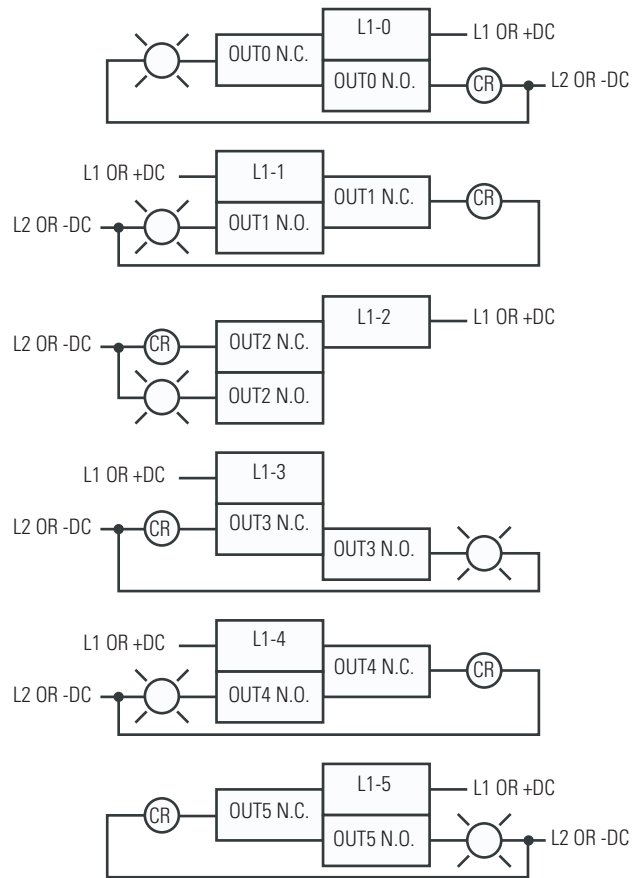 L1-0
L1 OR +DC
OUT0 N.C.
OUT0 N.O.
CR
L2 OR -DC
L1 OR +DC
L1-1
OUT1 N.C.
CR
L2 OR -DC
OUT1 N.O.
L1-2
L1 OR +DC
L2 OR -DC
CR
OUT2 N.C.
OUT2 N.O.
L1 OR +DC
L1-3
L2 OR -DC
CR
OUT3 N.C.
OUT3 N.O.
L1 OR +DC
L1-4
OUT4 N.C.
CR
L2 OR -DC
OUT4 N.O.
L1-5
L1 OR +DC
CR
OUT5 N.C.
OUT5 N.O.
L2 OR -DC